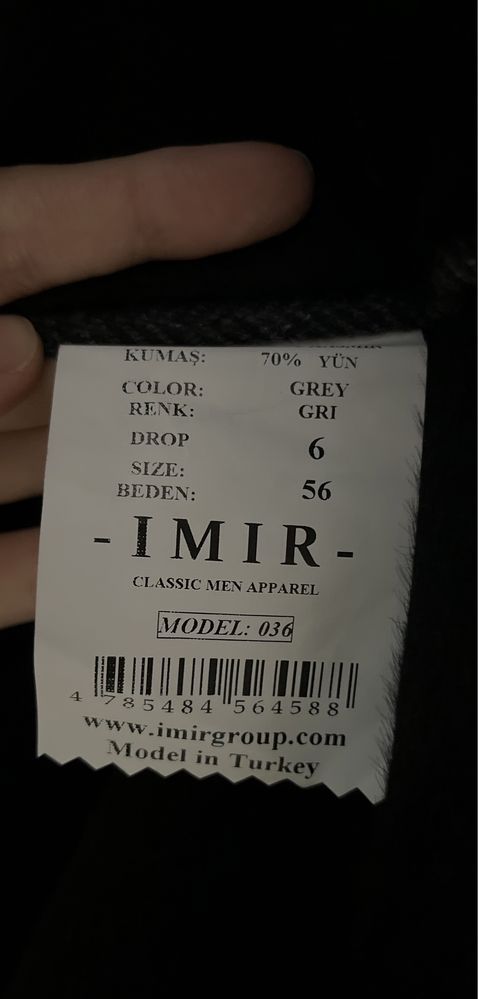 KUMAŞ: 70% YÜN
COLOR: GREY
RENK: GRI
DROP 6
SIZE:
BEDEN: 56
- I M I R -
CLASSIC MEN APPAREL
MODEL: 036
4 785484 564588
www.imirgroup.com
Model in Turkey